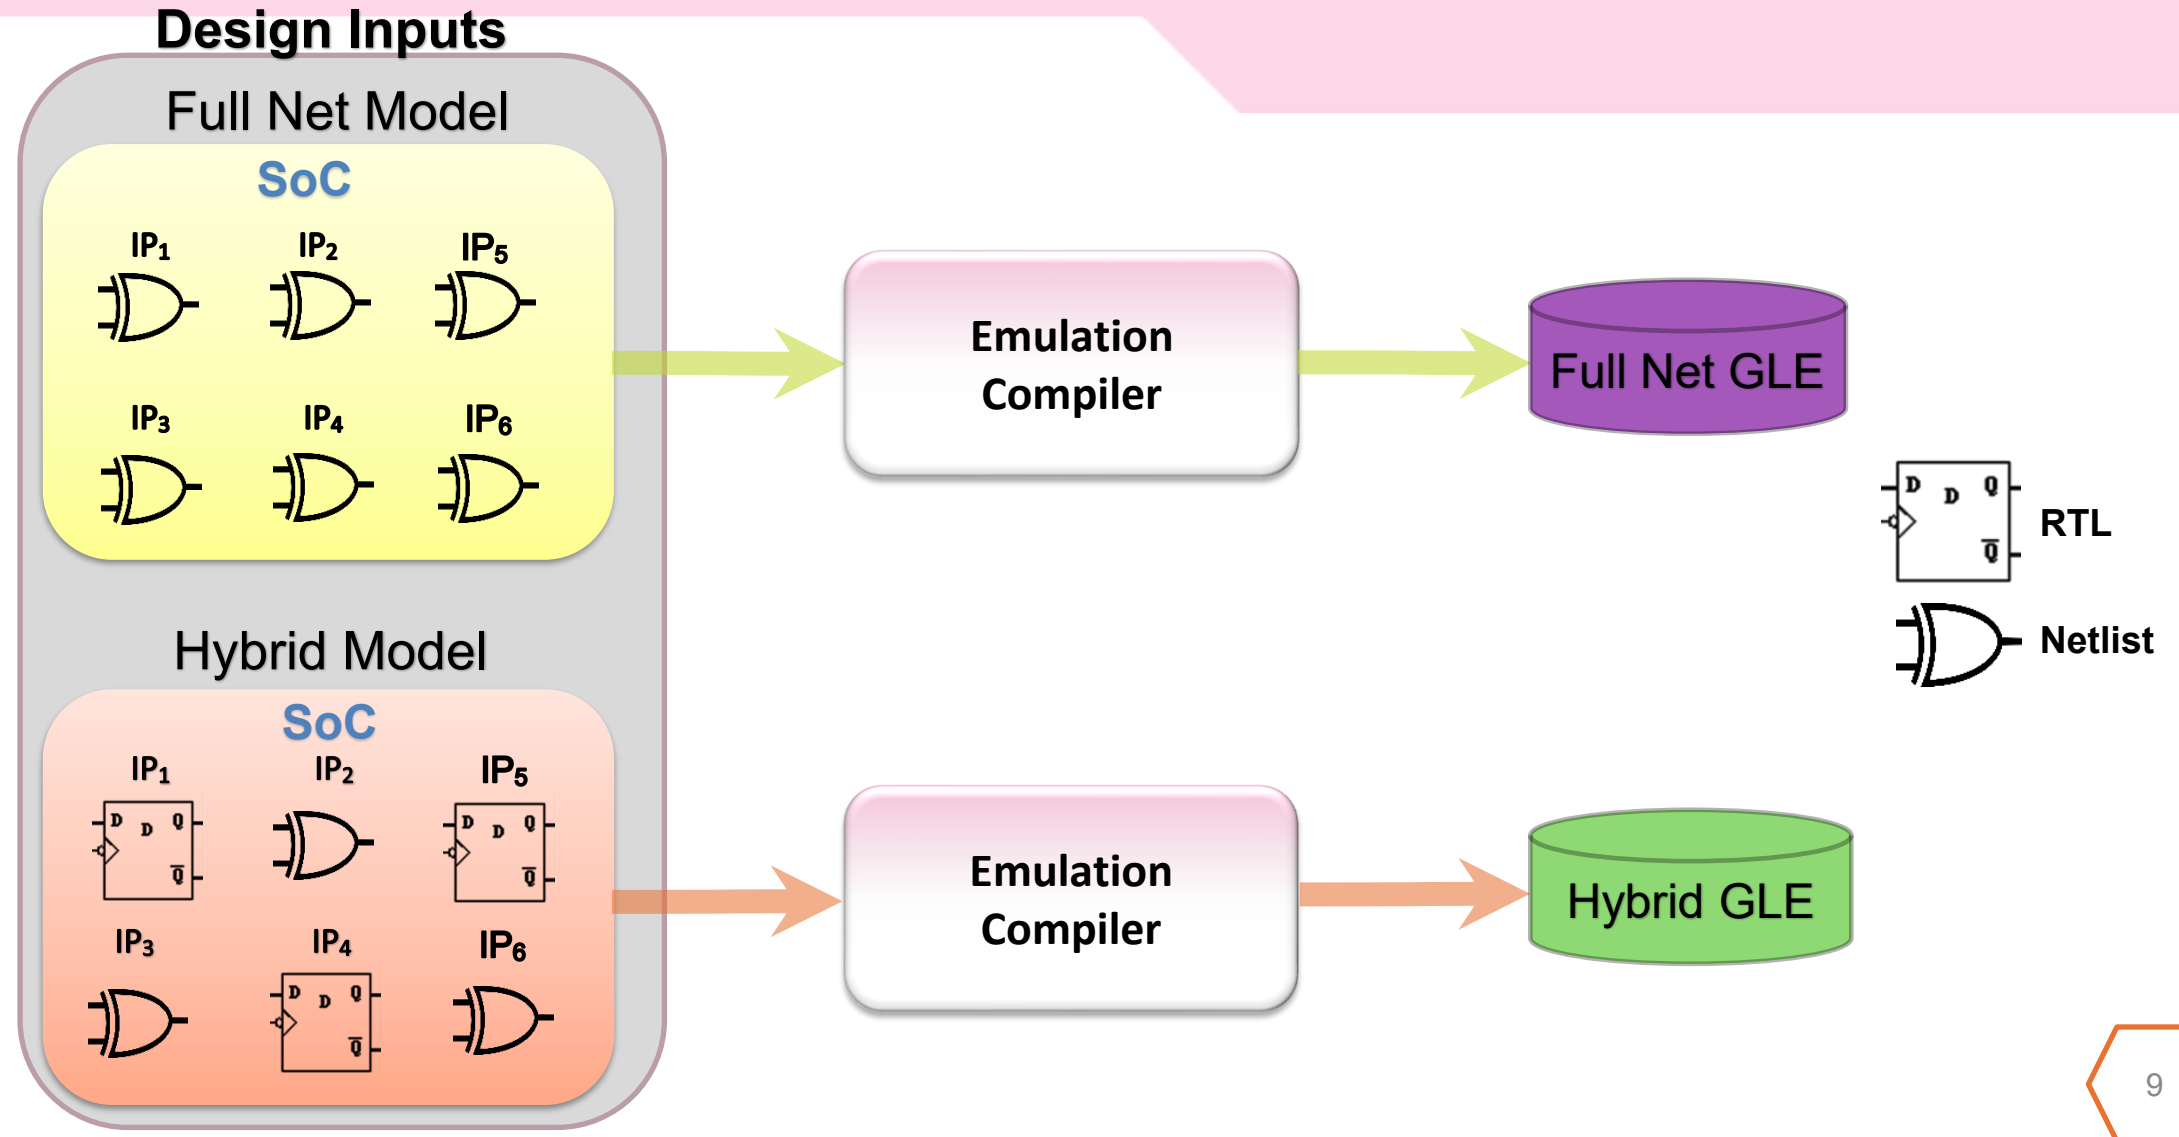 Design Inputs
Full Net Model
SoC
IP1 IP2 IP5
IP3 IP4 IP6
Hybrid Model
SoC
IP1 IP2 IP5
D D Q
Q̅
D D Q
Q̅
IP3 IP4 IP6
D D Q
Q̅
Emulation
Compiler
Full Net GLE
Emulation
Compiler
Hybrid GLE
D D Q
Q̅
RTL
Netlist
9